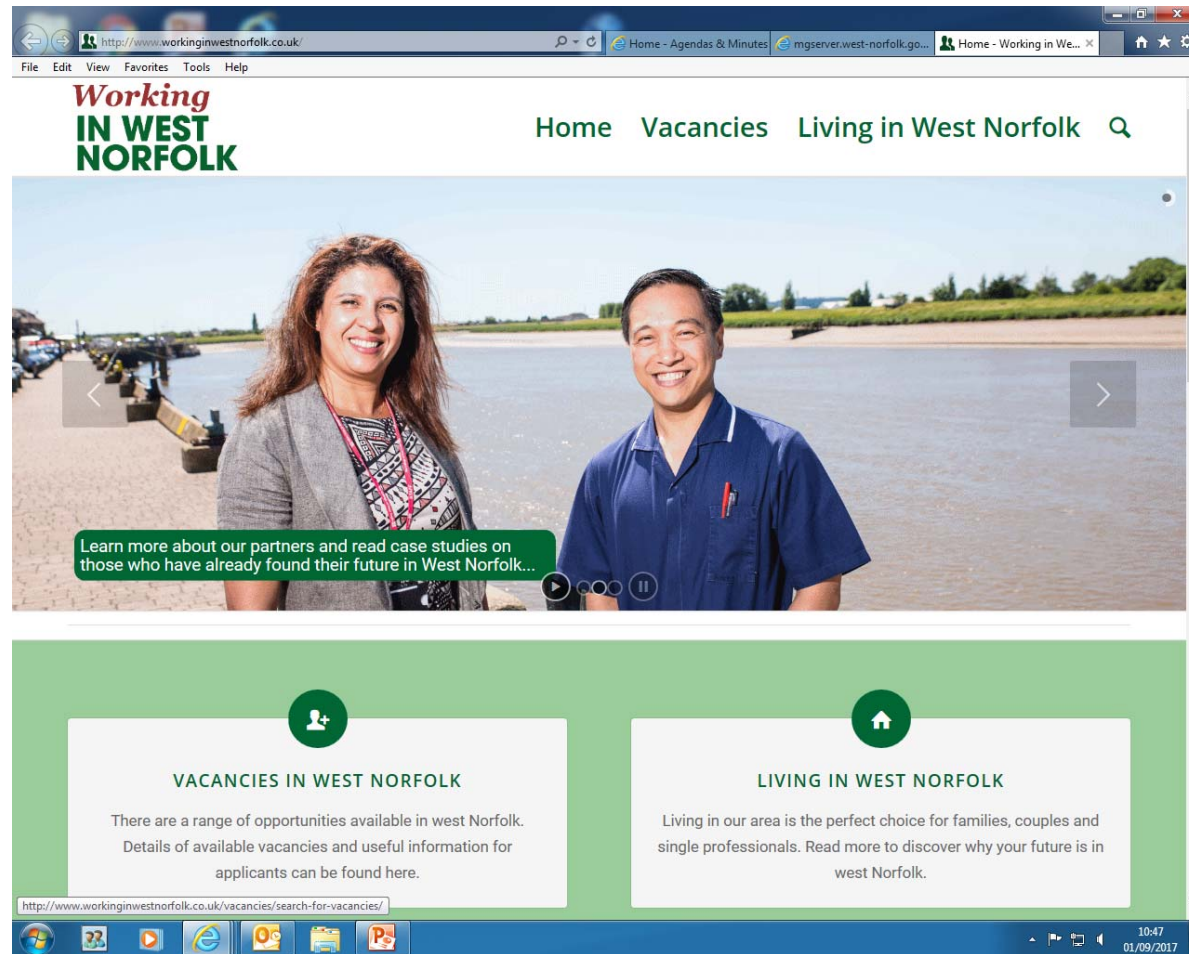 http://www.workinginwestnorfolk.co.uk/
Home - Agendas & Minutes
mgserver.west-norfolk.go...
Home - Working in We...
File Edit View Favorites Tools Help
Working
IN WEST
NORFOLK
Home Vacancies Living in West Norfolk
Learn more about our partners and read case studies on
those who have already found their future in West Norfolk...
VACANCIES IN WEST NORFOLK
There are a range of opportunities available in west Norfolk.
Details of available vacancies and useful information for
applicants can be found here.
LIVING IN WEST NORFOLK
Living in our area is the perfect choice for families, couples and
single professionals. Read more to discover why your future is in
west Norfolk.
http://www.workinginwestnorfolk.co.uk/vacancies/search-for-vacancies/
10:47
01/09/2017